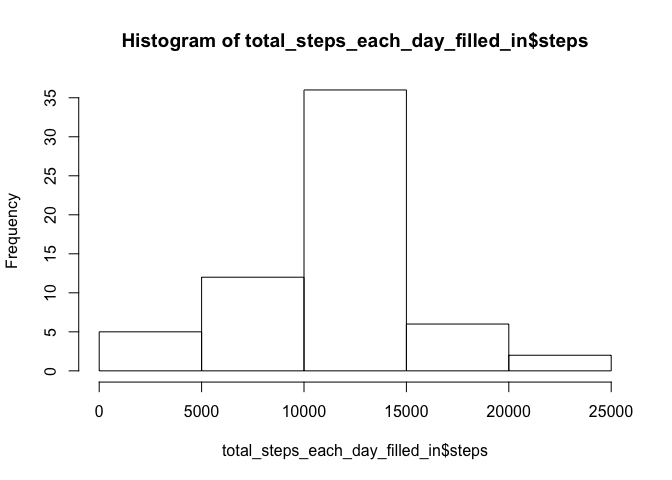 Histogram of total_steps_each_day_filled_in$steps
Frequency
35
30
25
20
15
10
5
0
0 5000 10000 15000 20000 25000
total_steps_each_day_filled_in$steps